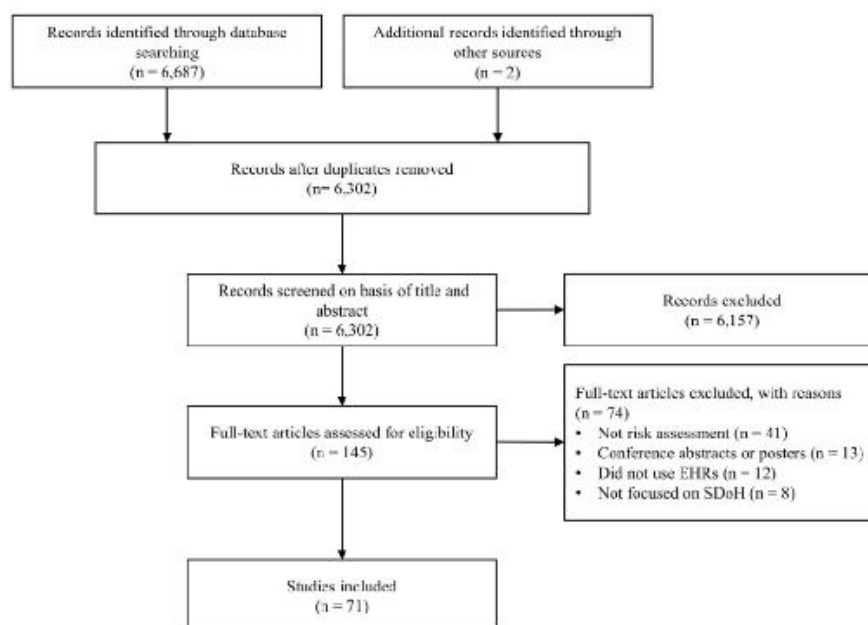 Records identified through database
searching
(n = 6,687)
Additional records identified through
other sources
(n = 2)
Records after duplicates removed
(n= 6,302)
Records screened on basis of title and
abstract
(n = 6,302)
Records excluded
(n = 6,157)
Full-text articles assessed for eligibility
(n = 145)
Full-text articles excluded, with reasons
(n = 74)
• Not risk assessment (n = 41)
• Conference abstracts or posters (n = 13)
• Did not use EHRs (n = 12)
• Not focused on SDoH (n = 8)
Studies included
(n = 71)